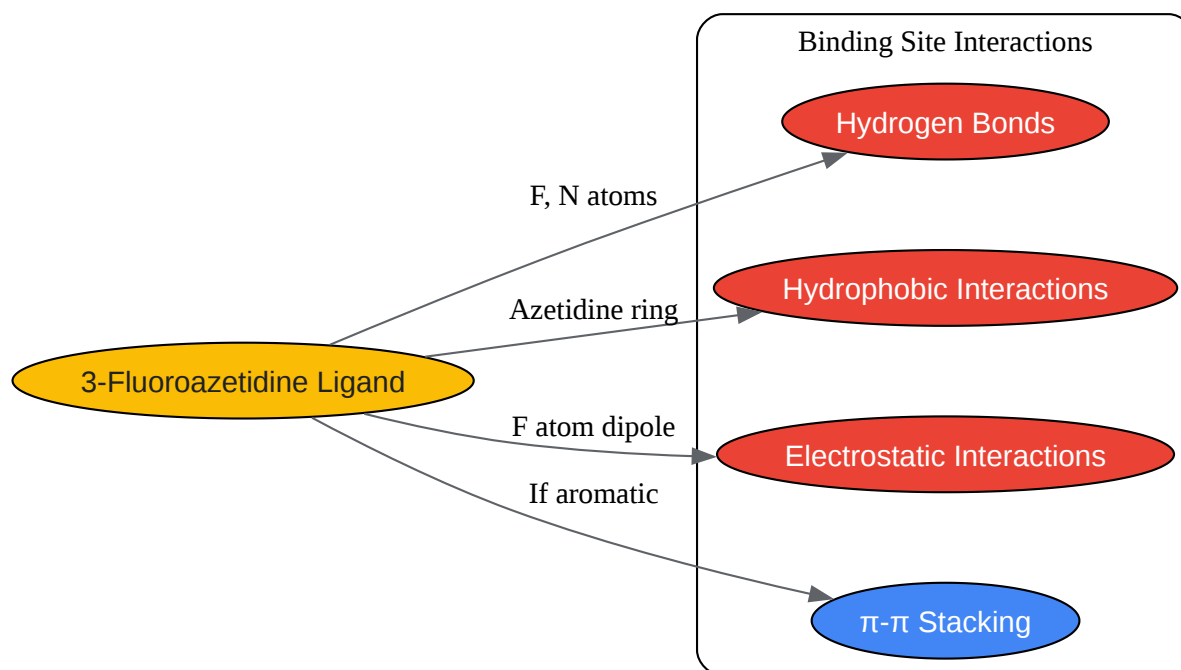 Binding Site Interactions
Hydrogen Bonds
F, N atoms
Hydrophobic Interactions
Azetidine ring
3-Fluoroazetidine Ligand
F atom dipole
Electrostatic Interactions
If aromatic
π-π Stacking